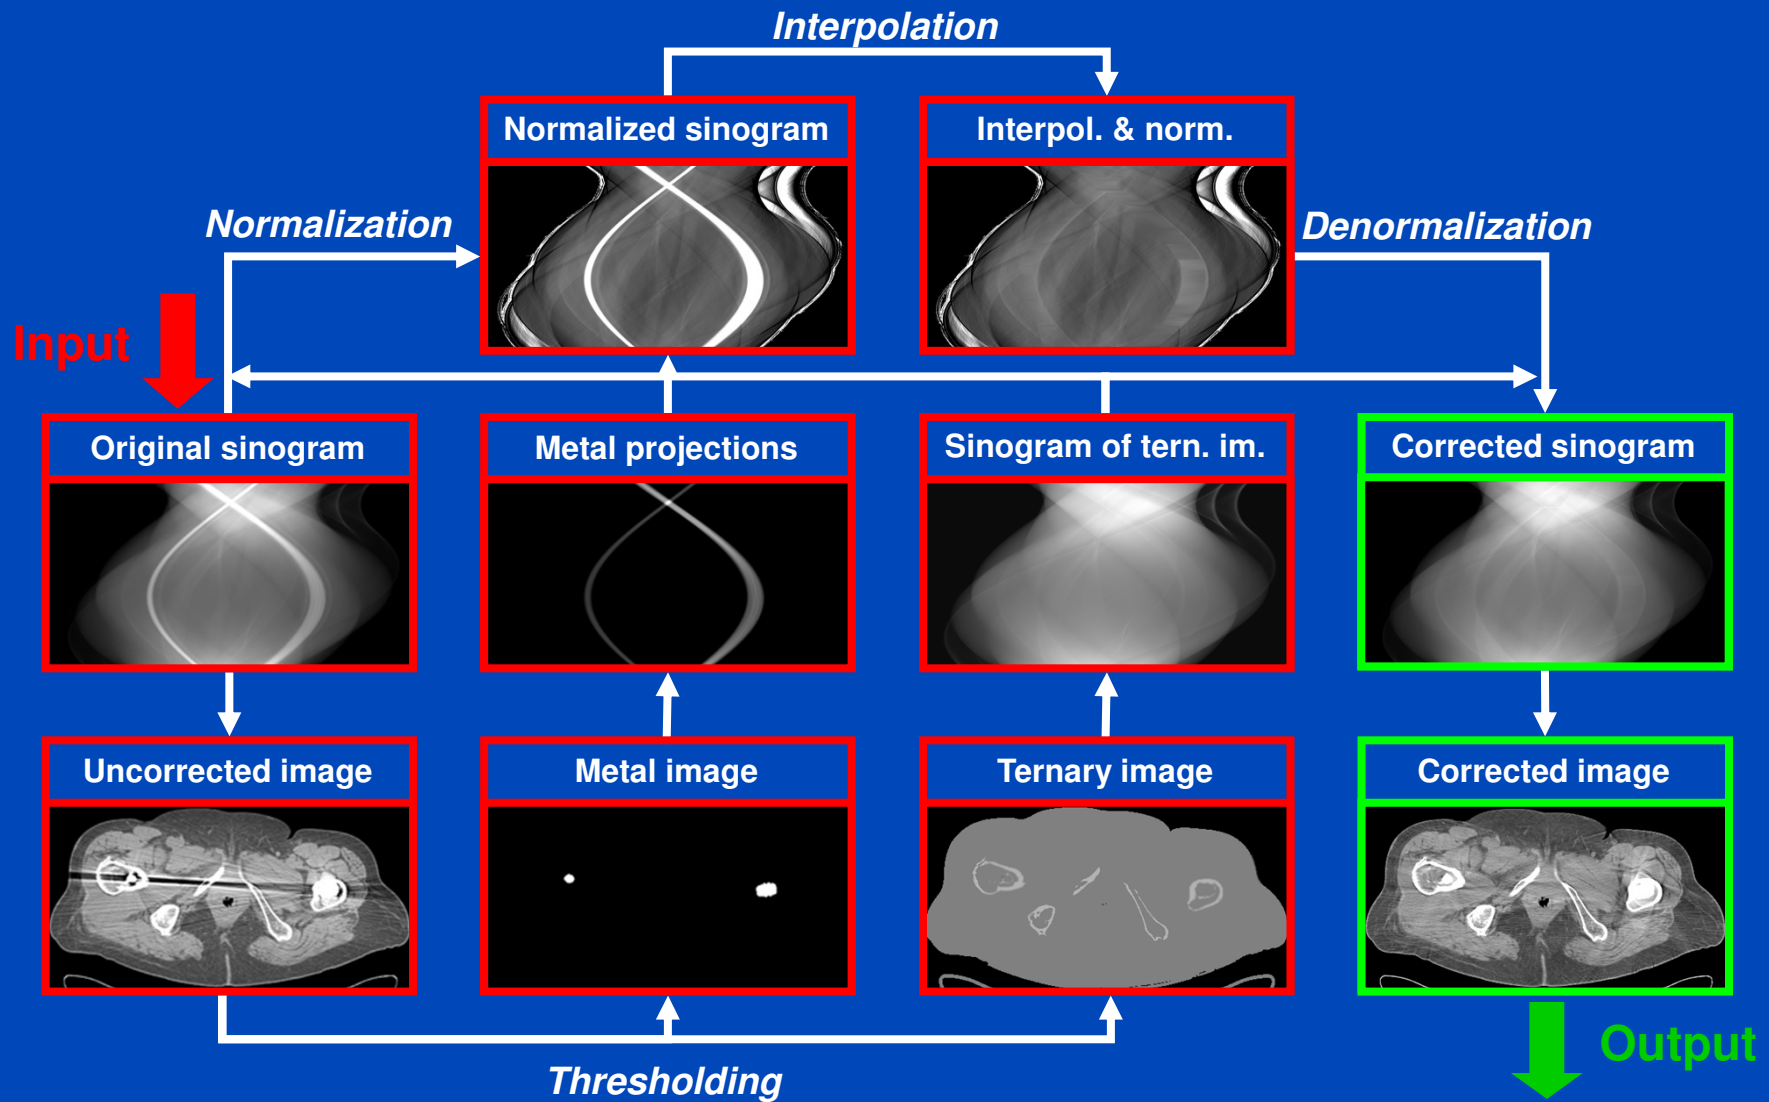 Interpolation
Normalized sinogram
Interpol. & norm.
Normalization
Denormalization
Input
Original sinogram
Metal projections
Sinogram of tern. im.
Corrected sinogram
Uncorrected image
Metal image
Ternary image
Corrected image
Output
Thresholding